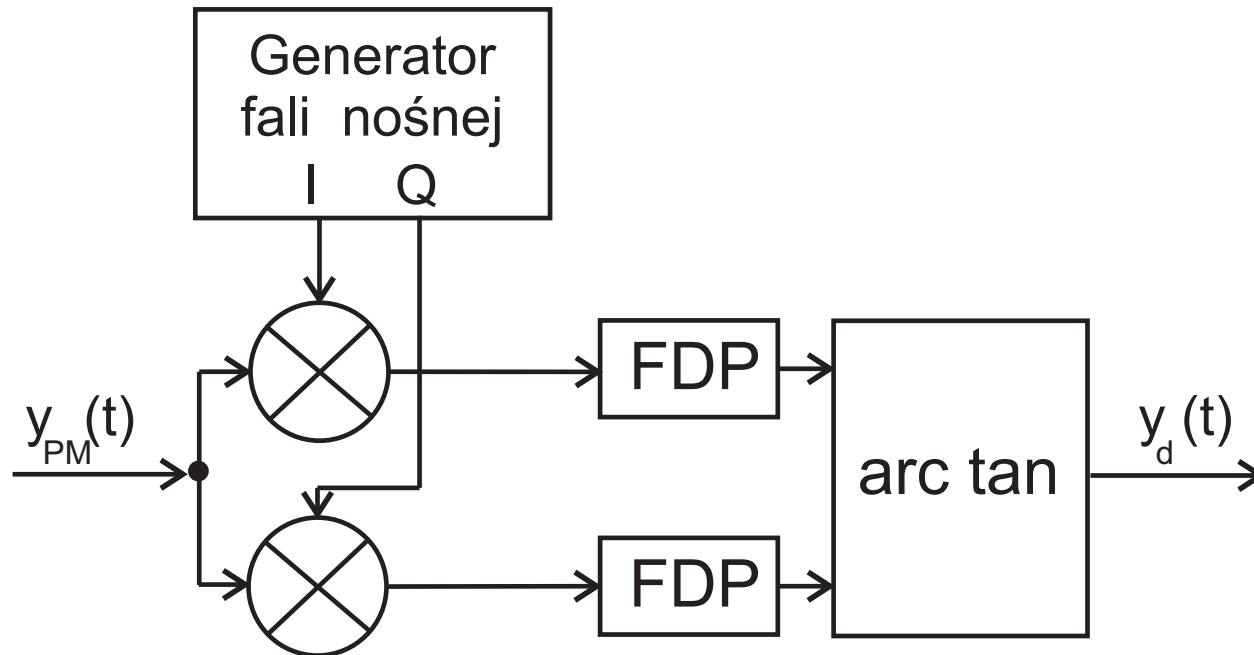 Generator
fali nośnej
I Q
FDP
y_PM(t)
arc tan
y_d(t)
FDP